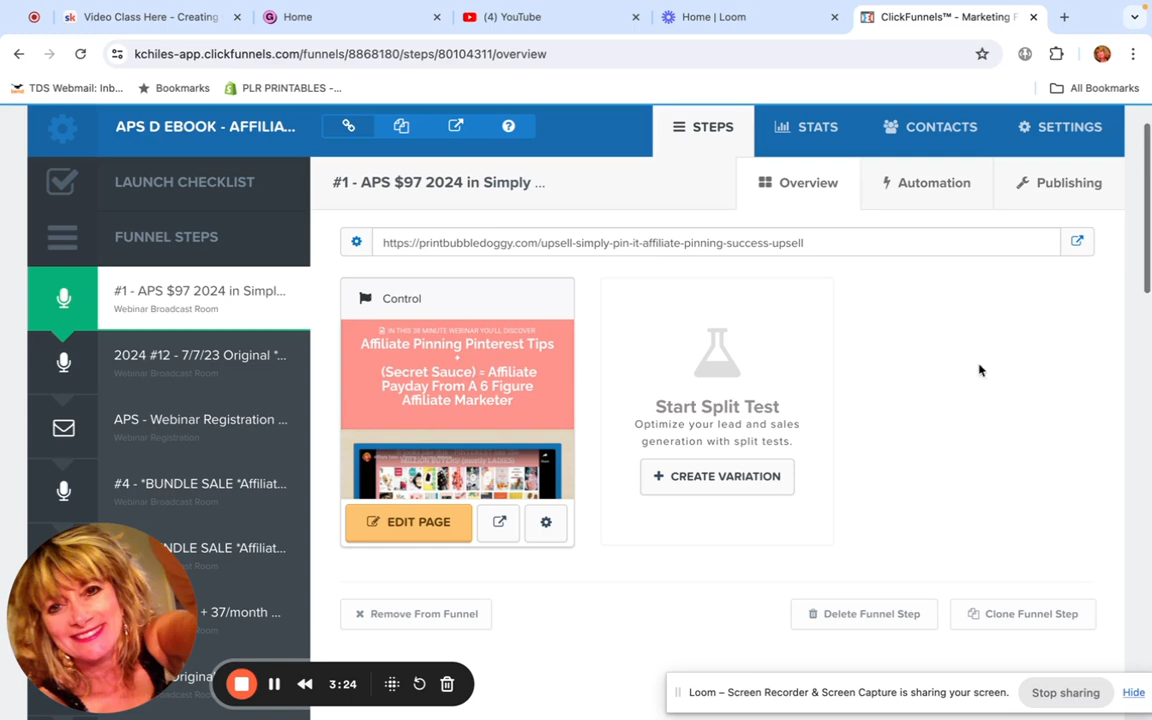 Video Class Here - Creating
Home
(4) YouTube
Home | Loom
ClickFunnels™ - Marketing F
kchiles-app.clickfunnels.com/funnels/8868180/steps/80104311/overview
TDS Webmail: Inb...
Bookmarks
PLR PRINTABLES -...
All Bookmarks
APS D EBOOK - AFFILIA...
STEPS
STATS
CONTACTS
SETTINGS
LAUNCH CHECKLIST
#1 - APS $97 2024 in Simply ...
Overview
Automation
Publishing
FUNNEL STEPS
https://printbubbledoggy.com/upsell-simply-pin-it-affiliate-pinning-success-upsell
#1 - APS $97 2024 in Simpl...
Webinar Broadcast Room
2024 #12 - 7/7/23 Original "...
Webinar Broadcast Room
APS - Webinar Registration ...
Webinar Registration
#4 - *BUNDLE SALE "Affiliat...
Webinar Broadcast Room
NDLE SALE "Affiliat...
st Room
+ 37/month ...
Room
Original
Control
IN THIS 38 MINUTE WEBINAR YOU'LL DISCOVER
Affiliate Pinning Pinterest Tips
+
(Secret Sauce) = Affiliate
Payday From A 6 Figure
Affiliate Marketer
EDIT PAGE
Start Split Test
Optimize your lead and sales
generation with split tests.
+ CREATE VARIATION
Remove From Funnel
Delete Funnel Step
Clone Funnel Step
3:24
Loom – Screen Recorder & Screen Capture is sharing your screen.
Stop sharing
Hide